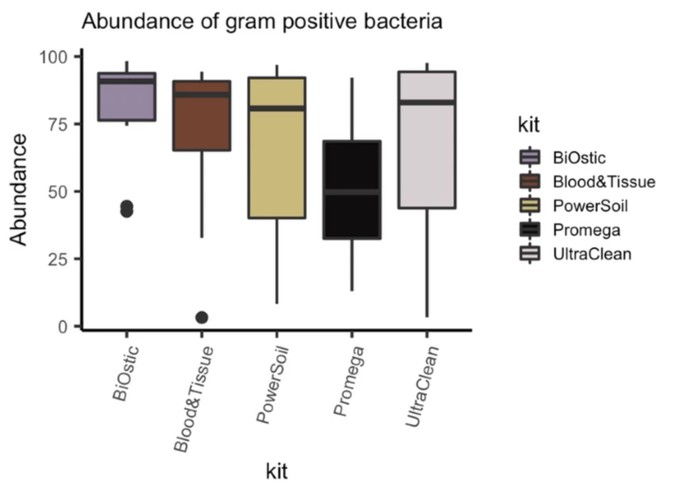 Abundance of gram positive bacteria
100
75
50
25
0
Abundance
BiOstic
Blood&Tissue
PowerSoil
Promega
UltraClean
kit
kit
BiOstic
Blood&Tissue
PowerSoil
Promega
UltraClean